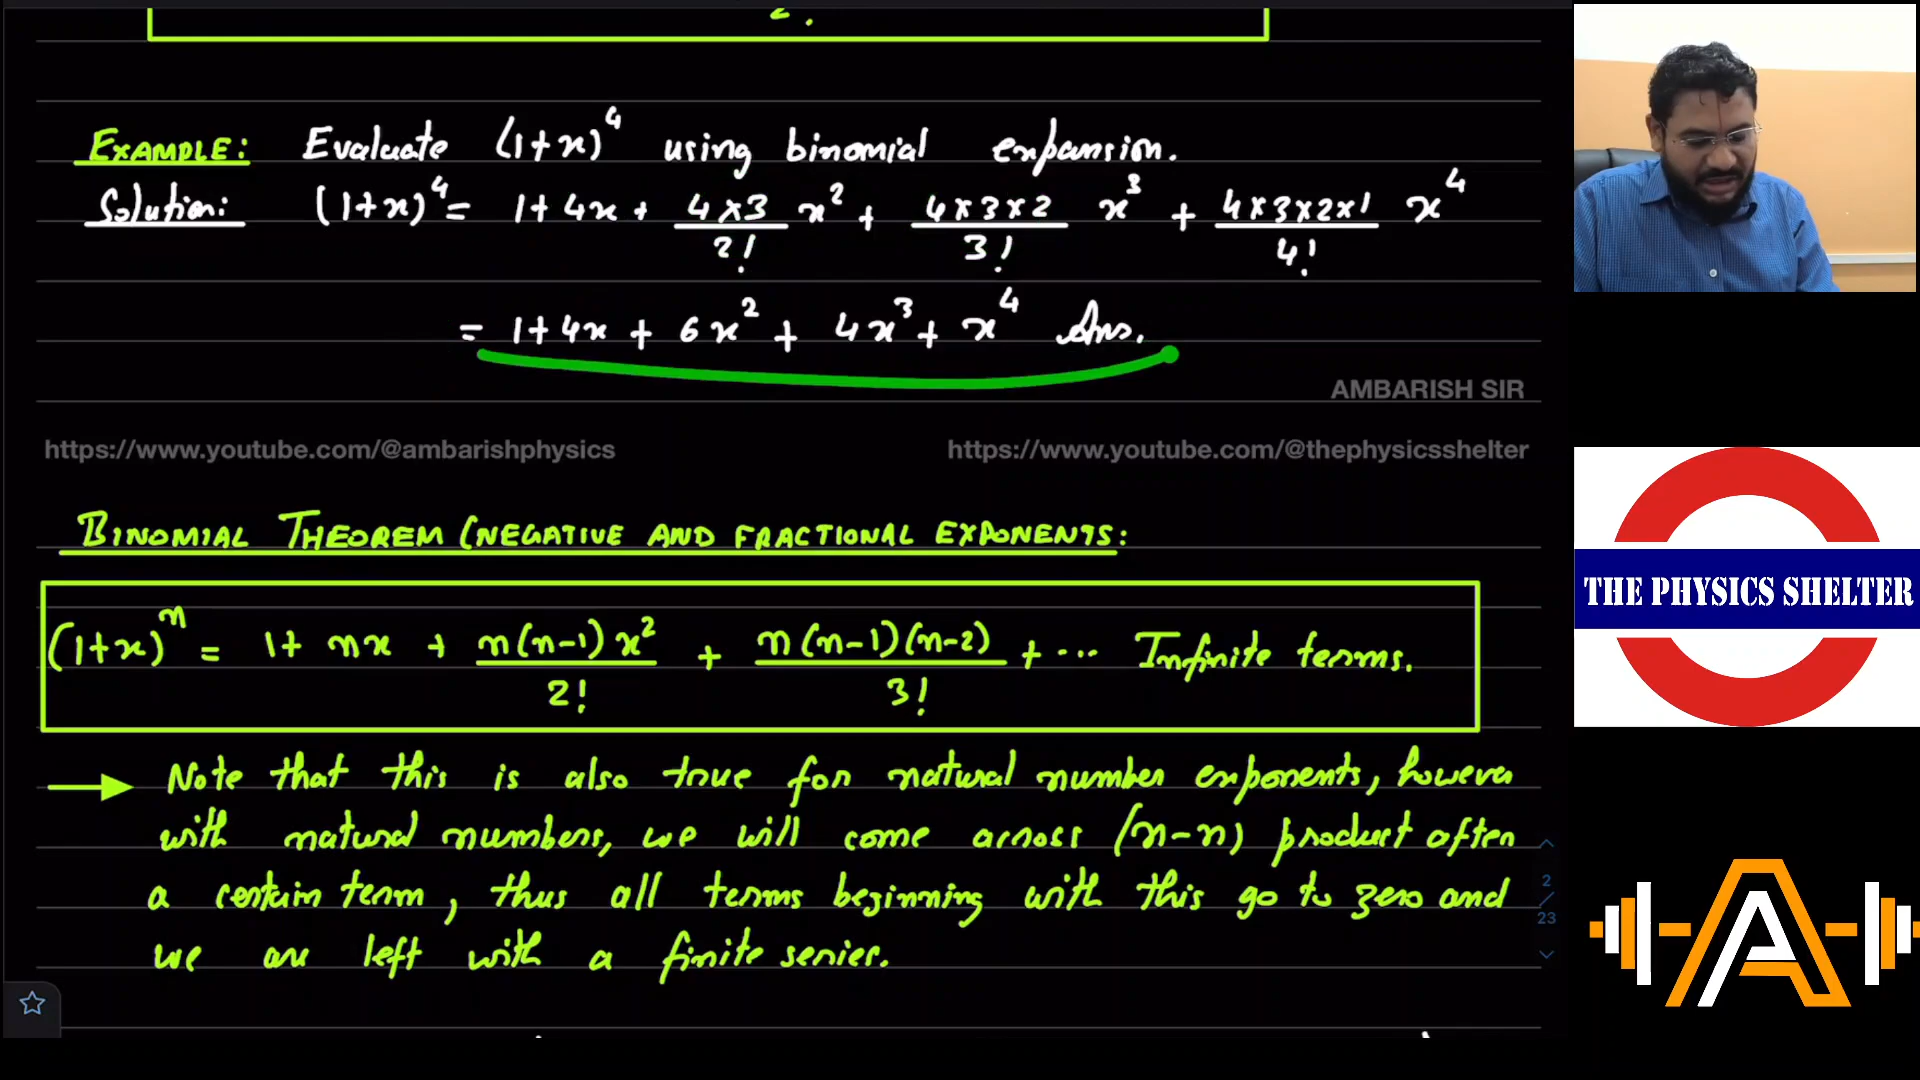 2!
EXAMPLE: Evaluate (1+x)^4 using binomial expansion.
Solution: (1+x)^4 = 1 + 4x + (4×3)/2! x^2 + (4×3×2)/3! x^3 + (4×3×2×1)/4! x^4
= 1 + 4x + 6x^2 + 4x^3 + x^4 Ans.
AMBARISH SIR
https://www.youtube.com/@ambarishphysics https://www.youtube.com/@thephysicsshelter
BINOMIAL THEOREM (NEGATIVE AND FRACTIONAL EXPONENTS:
(1+x)^n = 1 + nx + n(n-1)x^2/2! + n(n-1)(n-2)/3! + ... Infinite terms.
→ Note that this is also true for natural number exponents, however
with natural numbers, we will come across (n-n) product after
a certain term, thus all terms beginning with this go to zero and
we are left with a finite series.
2/23
THE PHYSICS SHELTER
A